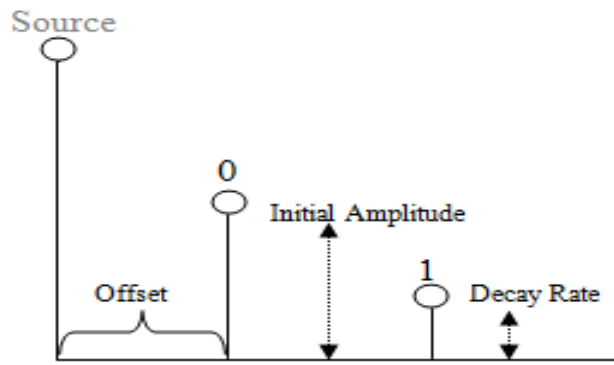 Source
0
Initial Amplitude
1
Offset
Decay Rate